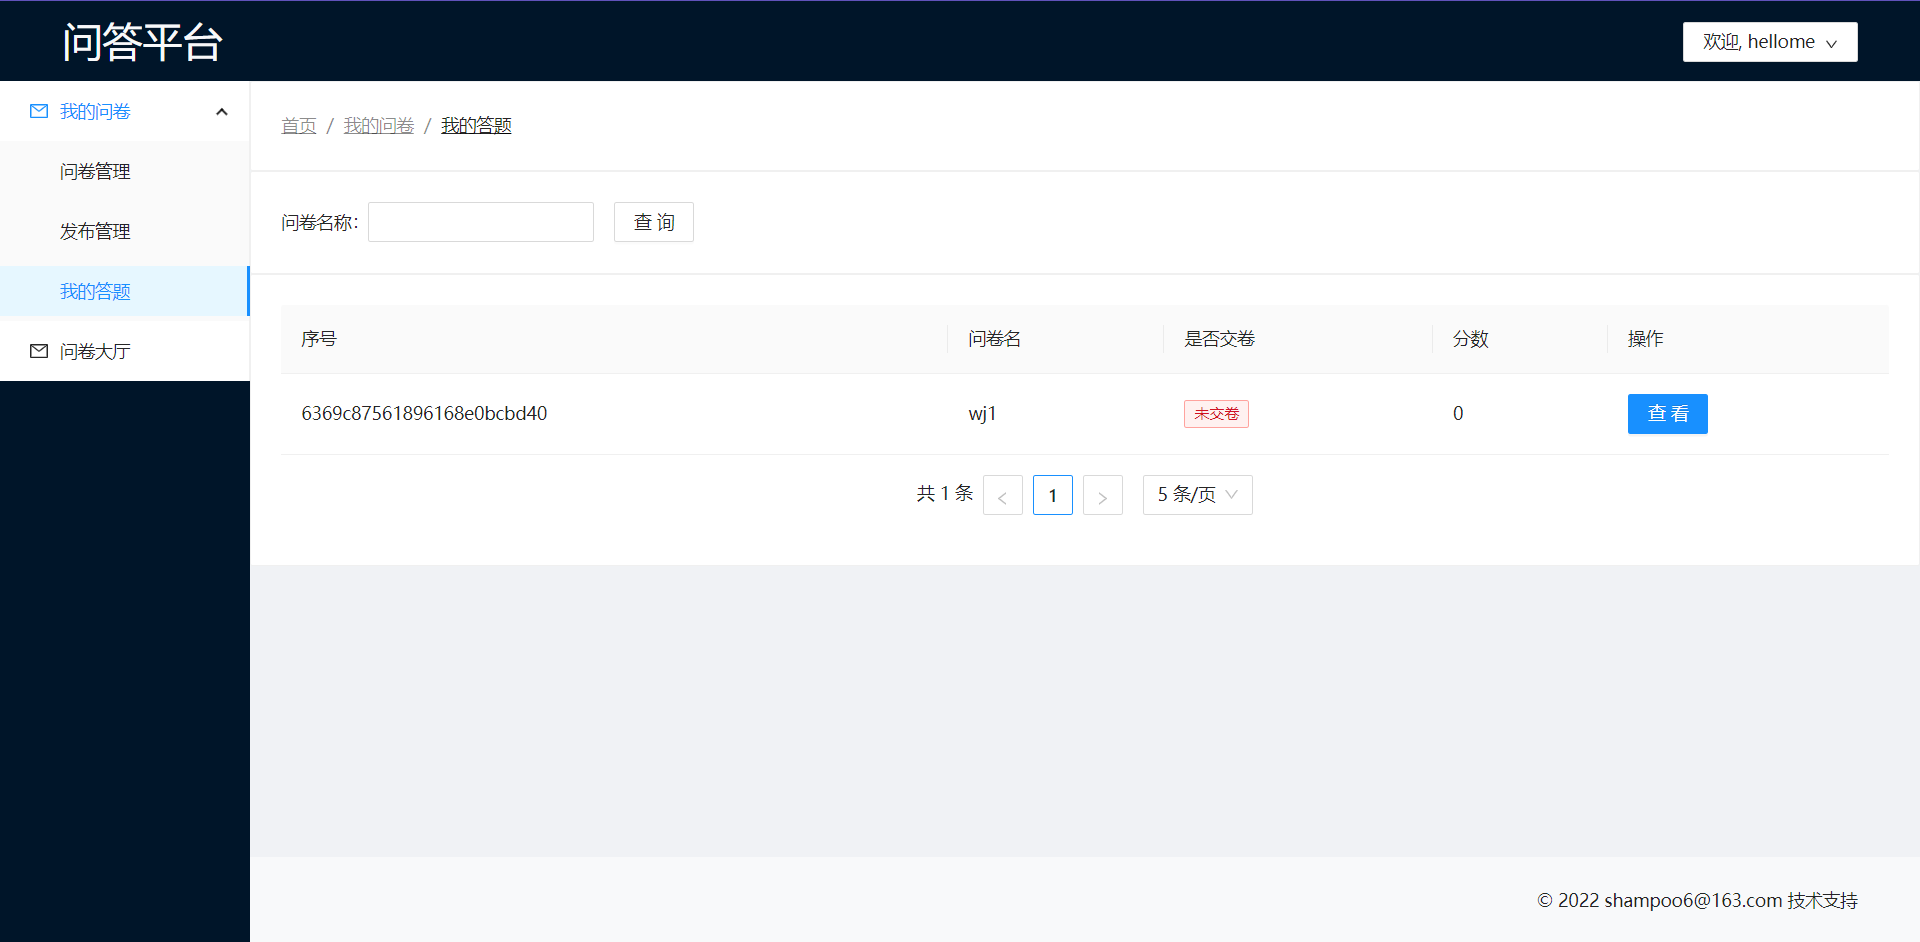 问答平台
欢迎, hellome
我的问卷
问卷管理
发布管理
我的答题
问卷大厅
首页 / 我的问卷 / 我的答题
问卷名称: 查 询
序号 问卷名 是否交卷 分数 操作
6369c87561896168e0bcbd40 wj1 未交卷 0 查 看
共 1 条 < 1 > 5 条/页
© 2022 shampoo6@163.com 技术支持